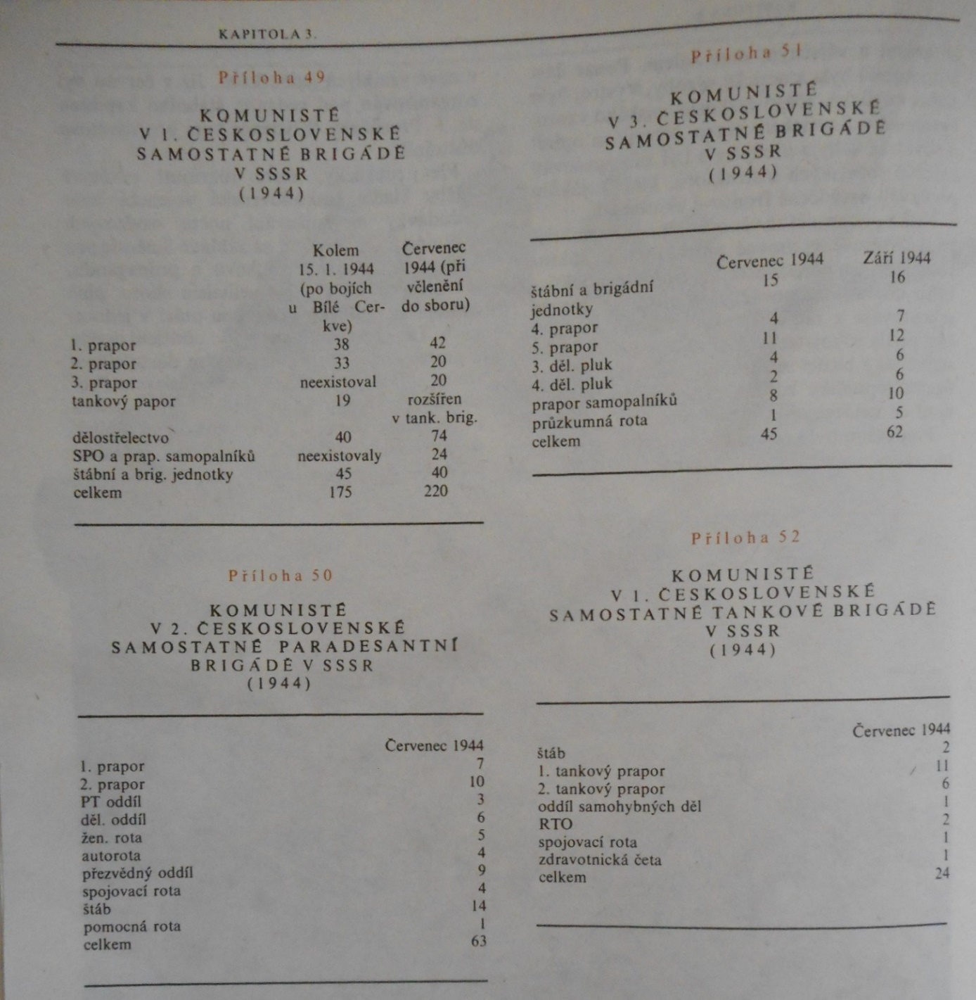 KAPITOLA 3.
Příloha 49
KOMUNISTÉ
V 1. ČESKOSLOVENSKÉ
SAMOSTATNÉ BRIGÁDĚ
V SSSR
(1944)
Kolem Červenec
15. 1. 1944 1944 (při
(po bojích včlenění
u Bílé Cer- do sboru)
kve)
1. prapor 38 42
2. prapor 33 20
3. prapor neexistoval 20
tankový papor 19 rozšířen
v tank. brig.
dělostřelectvo 40 74
SPO a prap. samopalníků neexistovaly 24
štábní a brig. jednotky 45 40
celkem 175 220
Příloha 50
KOMUNISTÉ
V 2. ČESKOSLOVENSKÉ
SAMOSTATNÉ PARADESANTNÍ
BRIGÁDĚ V SSSR
(1944)
Červenec 1944
1. prapor 7
2. prapor 10
PT oddíl 3
děl. oddíl 6
žen. rota 5
autorota 4
přezvědný oddíl 9
spojovací rota 4
štáb 14
pomocná rota 1
celkem 63
Příloha 51
KOMUNISTÉ
V 3. ČESKOSLOVENSKÉ
SAMOSTATNÉ BRIGÁDĚ
V SSSR
(1944)
Červenec 1944 Září 1944
štábní a brigádní 15 16
jednotky
4. prapor 4 7
5. prapor 11 12
3. děl. pluk 4 6
4. děl. pluk 2 6
prapor samopalníků 8 10
průzkumná rota 1 5
celkem 45 62
Příloha 52
KOMUNISTÉ
V 1. ČESKOSLOVENSKÉ
SAMOSTATNÉ TANKOVÉ BRIGÁDĚ
V SSSR
(1944)
Červenec 1944
štáb 2
1. tankový prapor 11
2. tankový prapor 6
oddíl samohybných děl 1
RTO 2
spojovací rota 1
zdravotnická četa 1
celkem 24